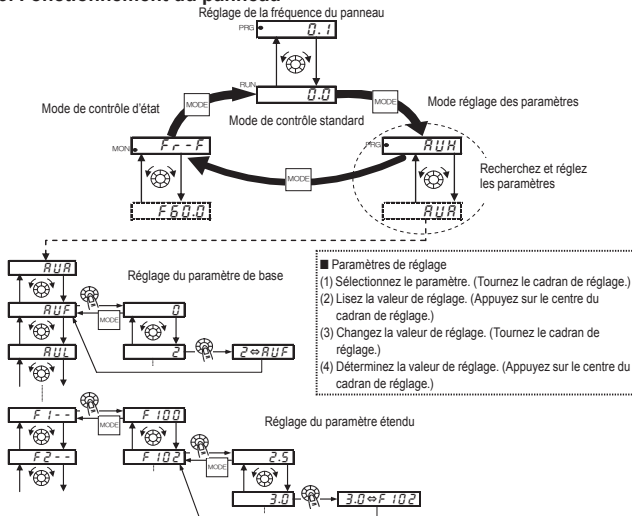 Réglage de la fréquence du panneau
PRG
0.1
RUN
0.0
MODE
MODE
Mode de contrôle d'état
Mode réglage des paramètres
Mode de contrôle standard
MON
Fr-F
PRG
AUH
MODE
Recherchez et réglez
les paramètres
F60.0
AUA
AUA
Réglage du paramètre de base
AUF
MODE
0
AUL
2
2⇔AUF
■ Paramètres de réglage
(1) Sélectionnez le paramètre. (Tournez le cadran de réglage.)
(2) Lisez la valeur de réglage. (Appuyez sur le centre du
cadran de réglage.)
(3) Changez la valeur de réglage. (Tournez le cadran de
réglage.)
(4) Déterminez la valeur de réglage. (Appuyez sur le centre du
cadran de réglage.)
F1--
MODE
F100
Réglage du paramètre étendu
F2--
F102
MODE
2.5
3.0
3.0⇔F102